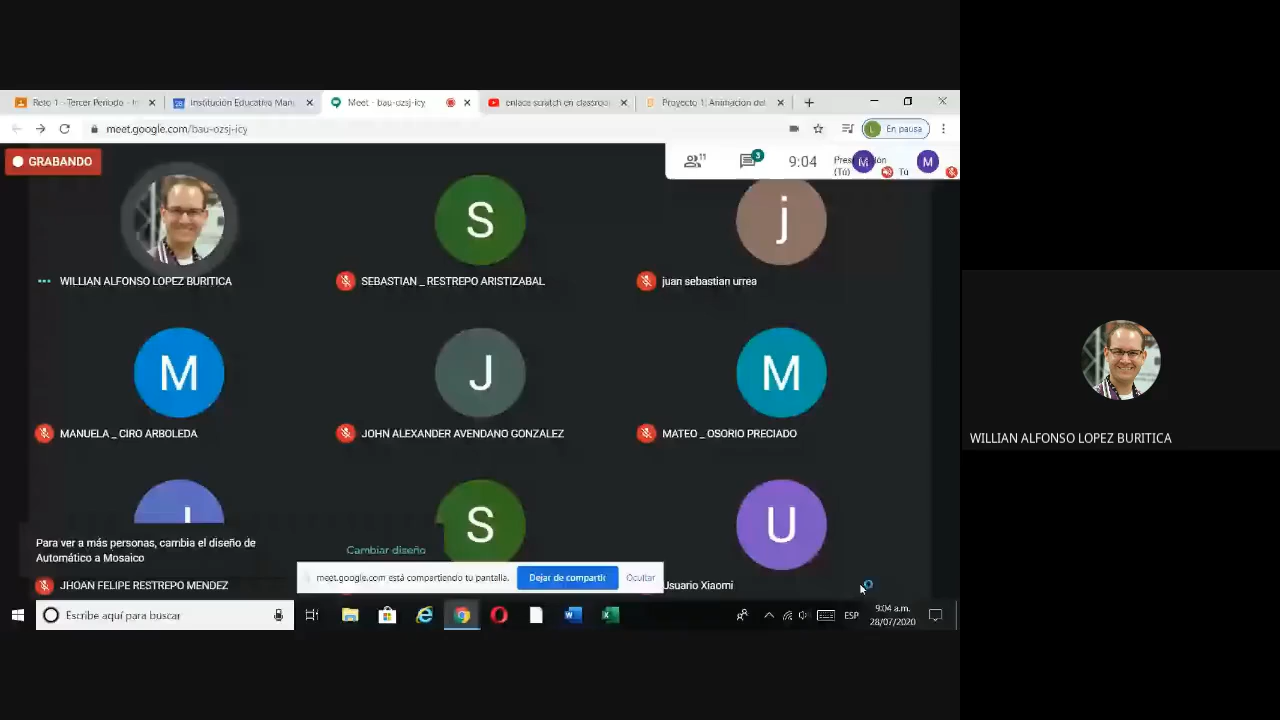 Reto 1 - Tercer Periodo - In
Institución Educativa Man
Meet - bau-ozsj-icy
enlace scratch en classroo
Proyecto 1: Animación del
meet.google.com/bau-ozsj-icy
En pausa
GRABANDO
11
3
9:04
(Tú)
M
Tú
M
S
j
WILLIAN ALFONSO LOPEZ BURITICA
SEBASTIAN _ RESTREPO ARISTIZABAL
juan sebastian urrea
M
J
M
MANUELA _ CIRO ARBOLEDA
JOHN ALEXANDER AVENDANO GONZALEZ
MATEO _ OSORIO PRECIADO
WILLIAN ALFONSO LOPEZ BURITICA
J
S
U
Para ver a más personas, cambia el diseño de
Automático a Mosaico
Cambiar diseño
JHOAN FELIPE RESTREPO MENDEZ
meet.google.com está compartiendo tu pantalla.
Dejar de compartir
Ocultar
Usuario Xiaomi
Escribe aquí para buscar
ESP
9:04 a.m.
28/07/2020